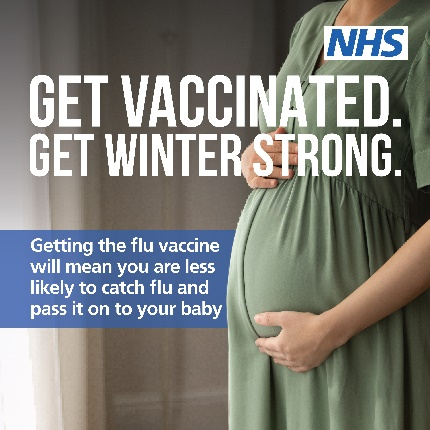 NHS
GET VACCINATED.
GET WINTER STRONG.
Getting the flu vaccine
will mean you are less
likely to catch flu and
pass it on to your baby